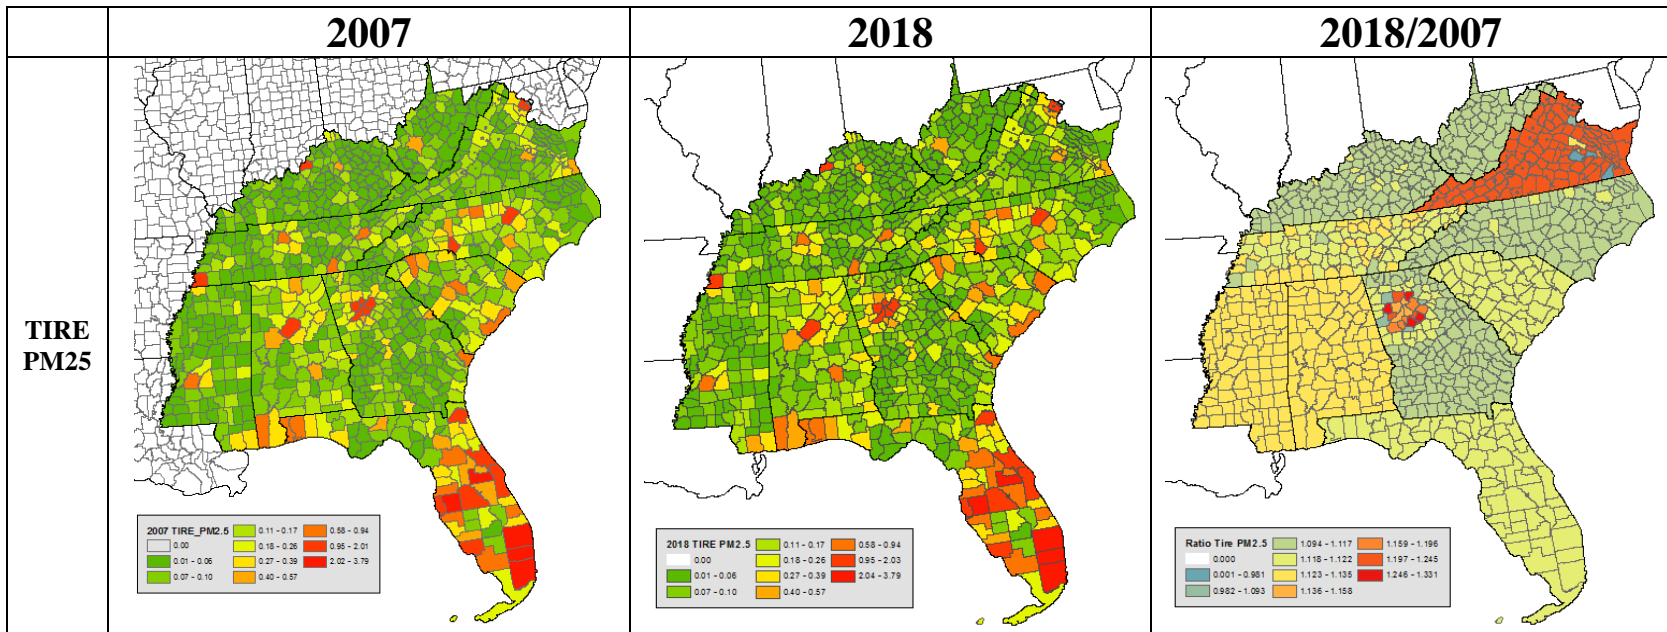 2007
2018
2018/2007
TIRE
PM25
2007 TIRE_PM2.5
0.00
0.01 - 0.06
0.07 - 0.10
0.11 - 0.17
0.18 - 0.26
0.27 - 0.39
0.40 - 0.57
0.58 - 0.94
0.95 - 2.01
2.02 - 3.79
2018 TIRE PM2.5
0.00
0.01 - 0.06
0.07 - 0.10
0.11 - 0.17
0.18 - 0.26
0.27 - 0.39
0.40 - 0.57
0.58 - 0.94
0.95 - 2.03
2.04 - 3.79
Ratio Tire PM2.5
0.000
0.001 - 0.981
0.982 - 1.093
1.094 - 1.117
1.118 - 1.122
1.123 - 1.135
1.136 - 1.158
1.159 - 1.196
1.197 - 1.245
1.246 - 1.331